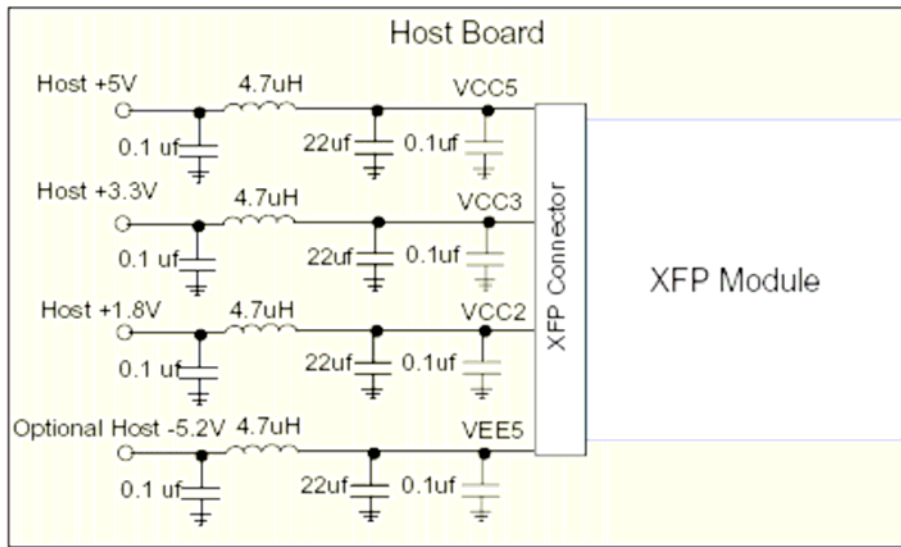 Host Board
Host +5V
4.7uH
VCC5
0.1 uf
22uf
0.1uf
Host +3.3V
4.7uH
VCC3
0.1 uf
22uf
0.1uf
Host +1.8V
4.7uH
VCC2
0.1 uf
22uf
0.1uf
Optional Host -5.2V
4.7uH
VEE5
0.1 uf
22uf
0.1uf
XFP Connector
XFP Module